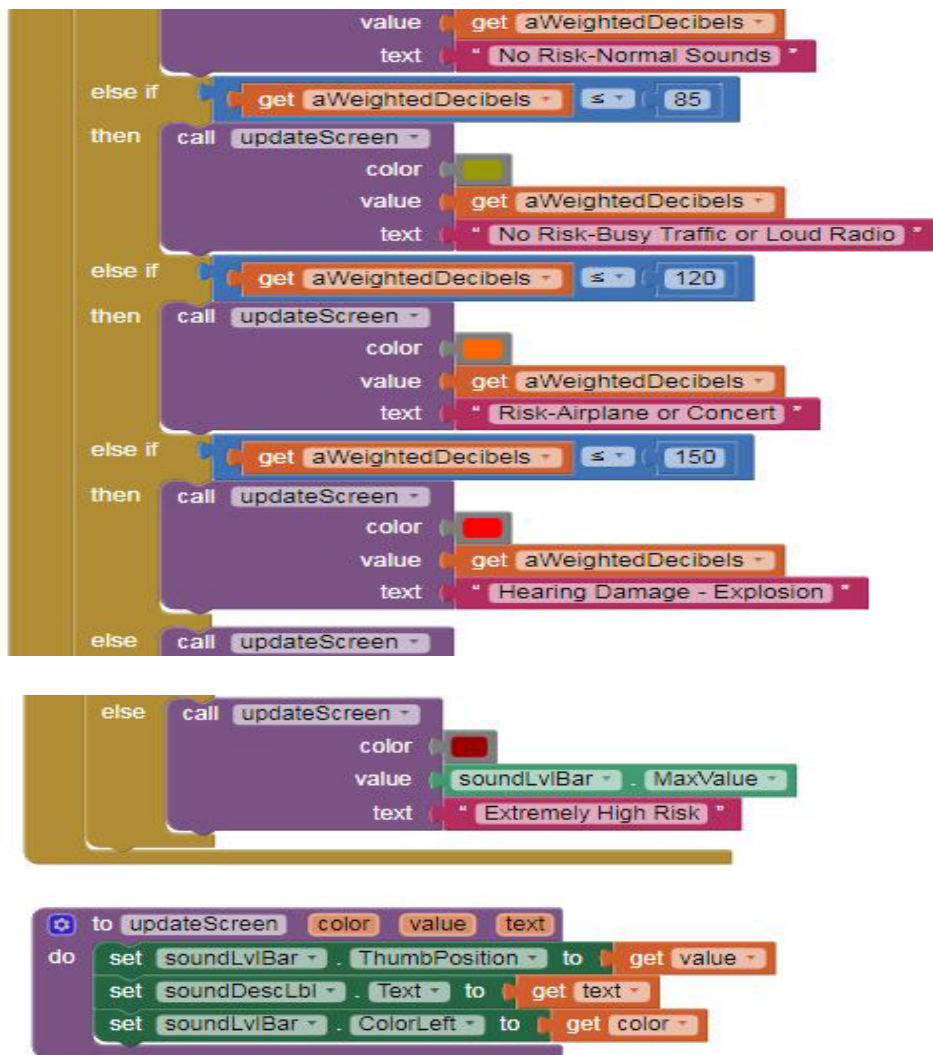 value get aWeightedDecibels
text " No Risk-Normal Sounds "
else if get aWeightedDecibels ≤ 85
then call updateScreen
color
value get aWeightedDecibels
text " No Risk-Busy Traffic or Loud Radio "
else if get aWeightedDecibels ≤ 120
then call updateScreen
color
value get aWeightedDecibels
text " Risk-Airplane or Concert "
else if get aWeightedDecibels ≤ 150
then call updateScreen
color
value get aWeightedDecibels
text " Hearing Damage - Explosion "
else call updateScreen
else call updateScreen
color
value soundLvlBar . MaxValue
text " Extremely High Risk "
to updateScreen color value text
do set soundLvlBar . ThumbPosition to get value
set soundDescLbl . Text to get text
set soundLvlBar . ColorLeft to get color